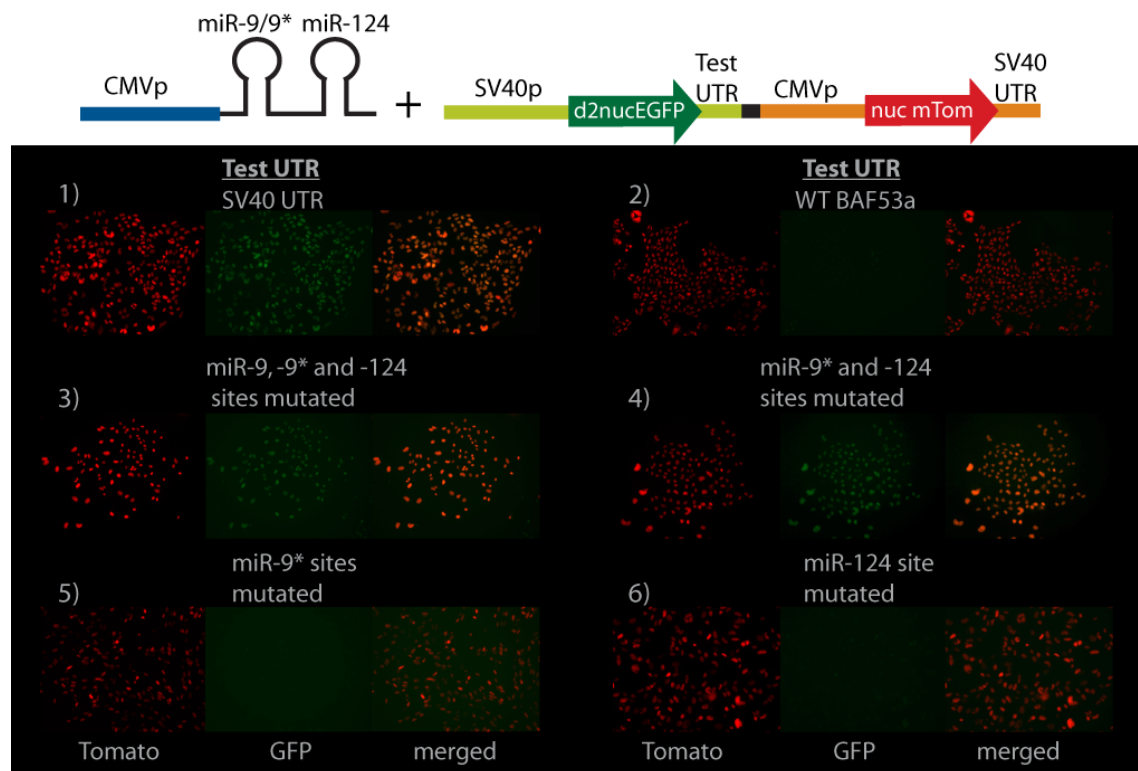 miR-9/9* miR-124
CMVp
+
SV40p
d2nucEGFP
Test
UTR
CMVp
nuc mTom
SV40
UTR
Test UTR
1)
SV40 UTR
Test UTR
2)
WT BAF53a
miR-9, -9* and -124
3) sites mutated
miR-9* and -124
4) sites mutated
miR-9* sites
5) mutated
miR-124 site
6) mutated
Tomato GFP merged
Tomato GFP merged